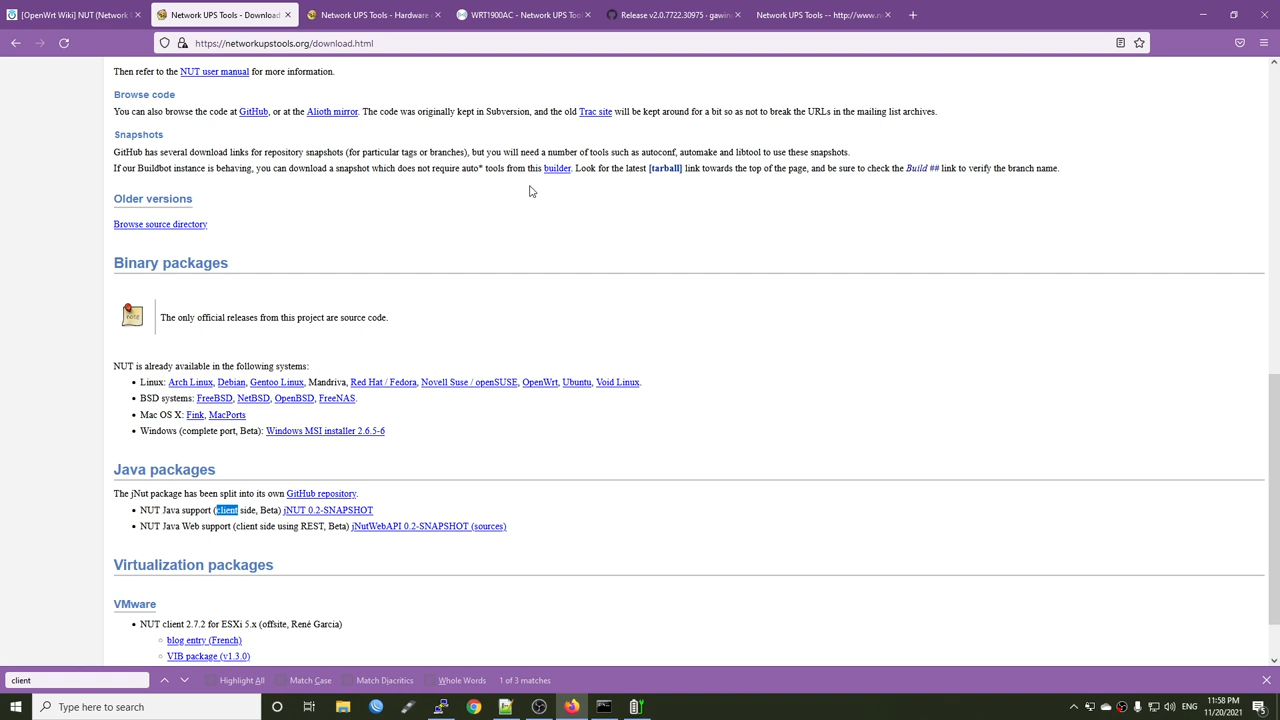 [OpenWrt Wiki] NUT (Network
Network UPS Tools - Download
Network UPS Tools - Hardware
WRT1900AC - Network UPS Tools
Release v2.0.7722.30975 · gawin
Network UPS Tools -- http://www.n
https://networkupstools.org/download.html
Then refer to the NUT user manual for more information.
Browse code
You can also browse the code at GitHub, or at the Alioth mirror. The code was originally kept in Subversion, and the old Trac site will be kept around for a bit so as not to break the URLs in the mailing list archives.
Snapshots
GitHub has several download links for repository snapshots (for particular tags or branches), but you will need a number of tools such as autoconf, automake and libtool to use these snapshots.
If our Buildbot instance is behaving, you can download a snapshot which does not require auto* tools from this builder. Look for the latest [tarball] link towards the top of the page, and be sure to check the Build ## link to verify the branch name.
Older versions
Browse source directory
Binary packages
The only official releases from this project are source code.
NUT is already available in the following systems:
• Linux: Arch Linux, Debian, Gentoo Linux, Mandriva, Red Hat / Fedora, Novell Suse / openSUSE, OpenWrt, Ubuntu, Void Linux.
• BSD systems: FreeBSD, NetBSD, OpenBSD, FreeNAS.
• Mac OS X: Fink, MacPorts
• Windows (complete port, Beta): Windows MSI installer 2.6.5-6
Java packages
The jNut package has been split into its own GitHub repository.
• NUT Java support (client side, Beta) jNUT 0.2-SNAPSHOT
• NUT Java Web support (client side using REST, Beta) jNutWebAPI 0.2-SNAPSHOT (sources)
Virtualization packages
VMware
• NUT client 2.7.2 for ESXi 5.x (offsite, René Garcia)
blog entry (French)
VIB package (v1.3.0)
client
Highlight All
Match Case
Match Diacritics
Whole Words
1 of 3 matches
Type here to search
11:58 PM
11/20/2021